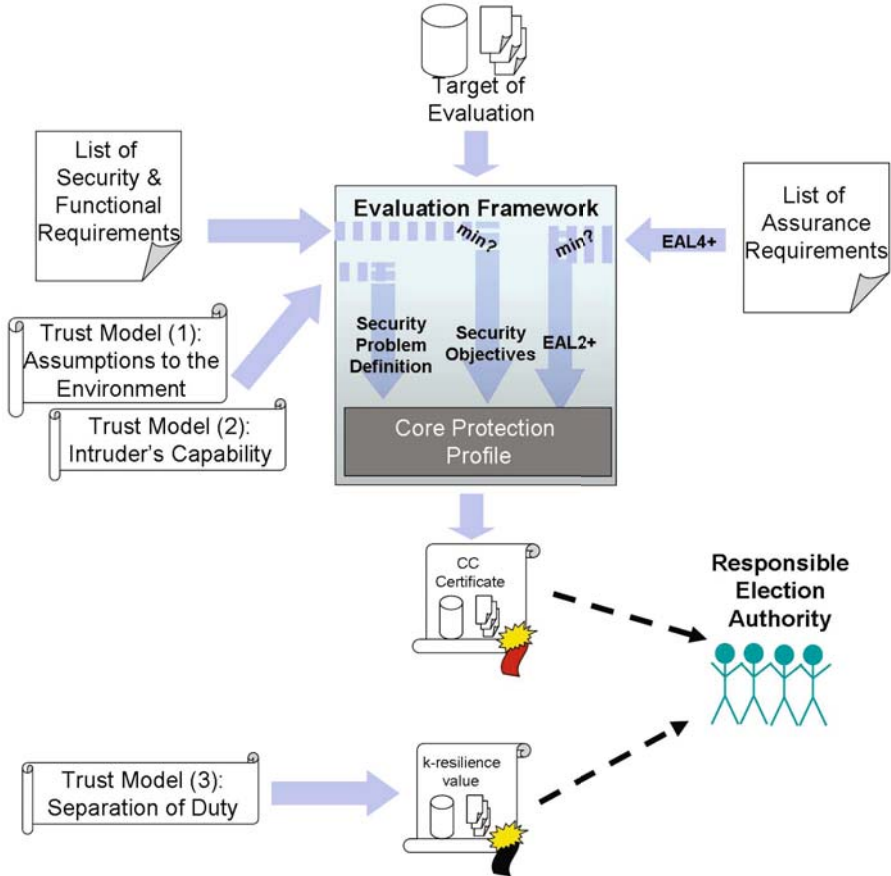 Target of
Evaluation
List of
Security &
Functional
Requirements
Evaluation Framework
min?
min?
EAL4+
List of
Assurance
Requirements
Trust Model (1):
Assumptions to the
Environment
Security
Problem
Definition
Security
Objectives
EAL2+
Trust Model (2):
Intruder's Capability
Core Protection
Profile
CC
Certificate
Responsible
Election
Authority
k-resilience
value
Trust Model (3):
Separation of Duty